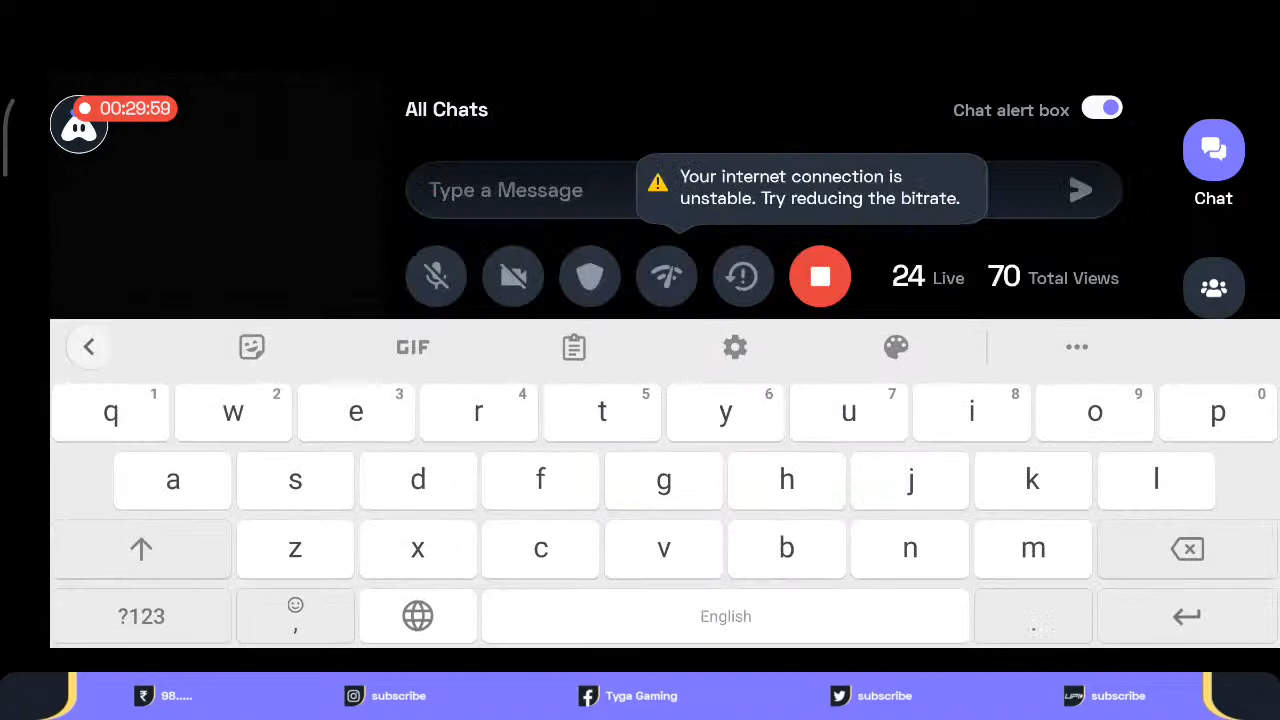 00:29:59
All Chats
Chat alert box
Your internet connection is
unstable. Try reducing the bitrate.
Type a Message
Chat
24 Live 70 Total Views
GIF
1 2 3 4 5 6 7 8 9 0
q w e r t y u i o p
a s d f g h j k l
z x c v b n m
?123 , English .
₹ 98..... subscribe Tyga Gaming subscribe UPI subscribe